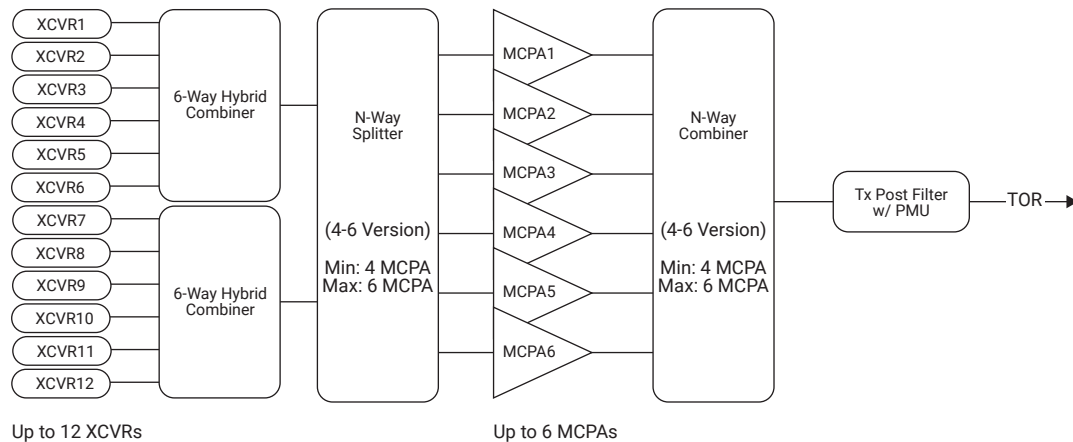 XCVR1
XCVR2
XCVR3
XCVR4
XCVR5
XCVR6
XCVR7
XCVR8
XCVR9
XCVR10
XCVR11
XCVR12
Up to 12 XCVRs
6-Way Hybrid
Combiner
6-Way Hybrid
Combiner
N-Way
Splitter
(4-6 Version)
Min: 4 MCPA
Max: 6 MCPA
MCPA1
MCPA2
MCPA3
MCPA4
MCPA5
MCPA6
Up to 6 MCPAs
N-Way
Combiner
(4-6 Version)
Min: 4 MCPA
Max: 6 MCPA
Tx Post Filter
w/ PMU
TOR